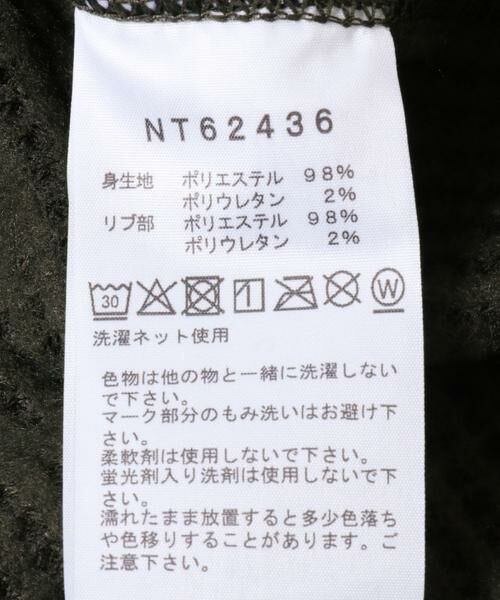 NT62436
身生地 ポリエステル 98%
ポリウレタン 2%
リブ部 ポリエステル 98%
ポリウレタン 2%
30 W
洗濯ネット使用
色物は他の物と一緒に洗濯しない
で下さい。
マーク部分のもみ洗いはお避け下
さい。
柔軟剤は使用しないで下さい。
蛍光剤入り洗剤は使用しないで下
さい。
濡れたまま放置すると多少色落ち
や色移りすることがあります。ご
注意下さい。